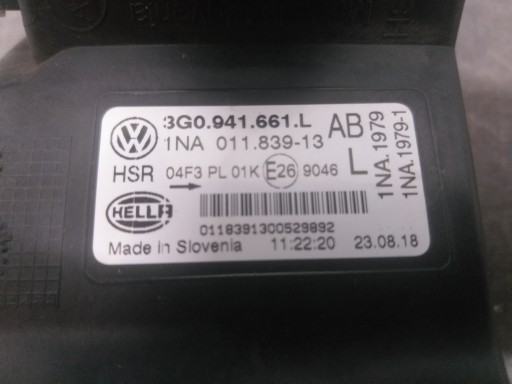 3G0.941.661.L AB
1NA 011.839-13
HSR 04F3 PL 01K E26 9046 L
1NA.1979
1NA.1979-1
HELLA
0118391300529892
Made in Slovenia 11:22:20 23.08.18